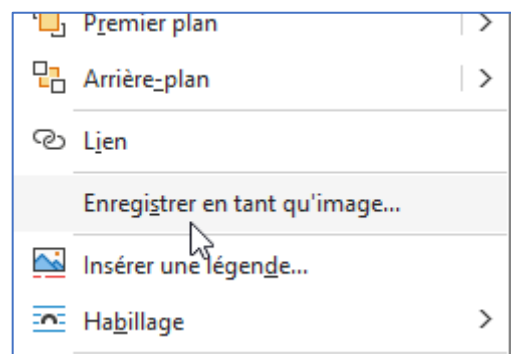 Premier plan
Arrière-plan
Lien
Enregistrer en tant qu'image...
Insérer une légende...
Habillage